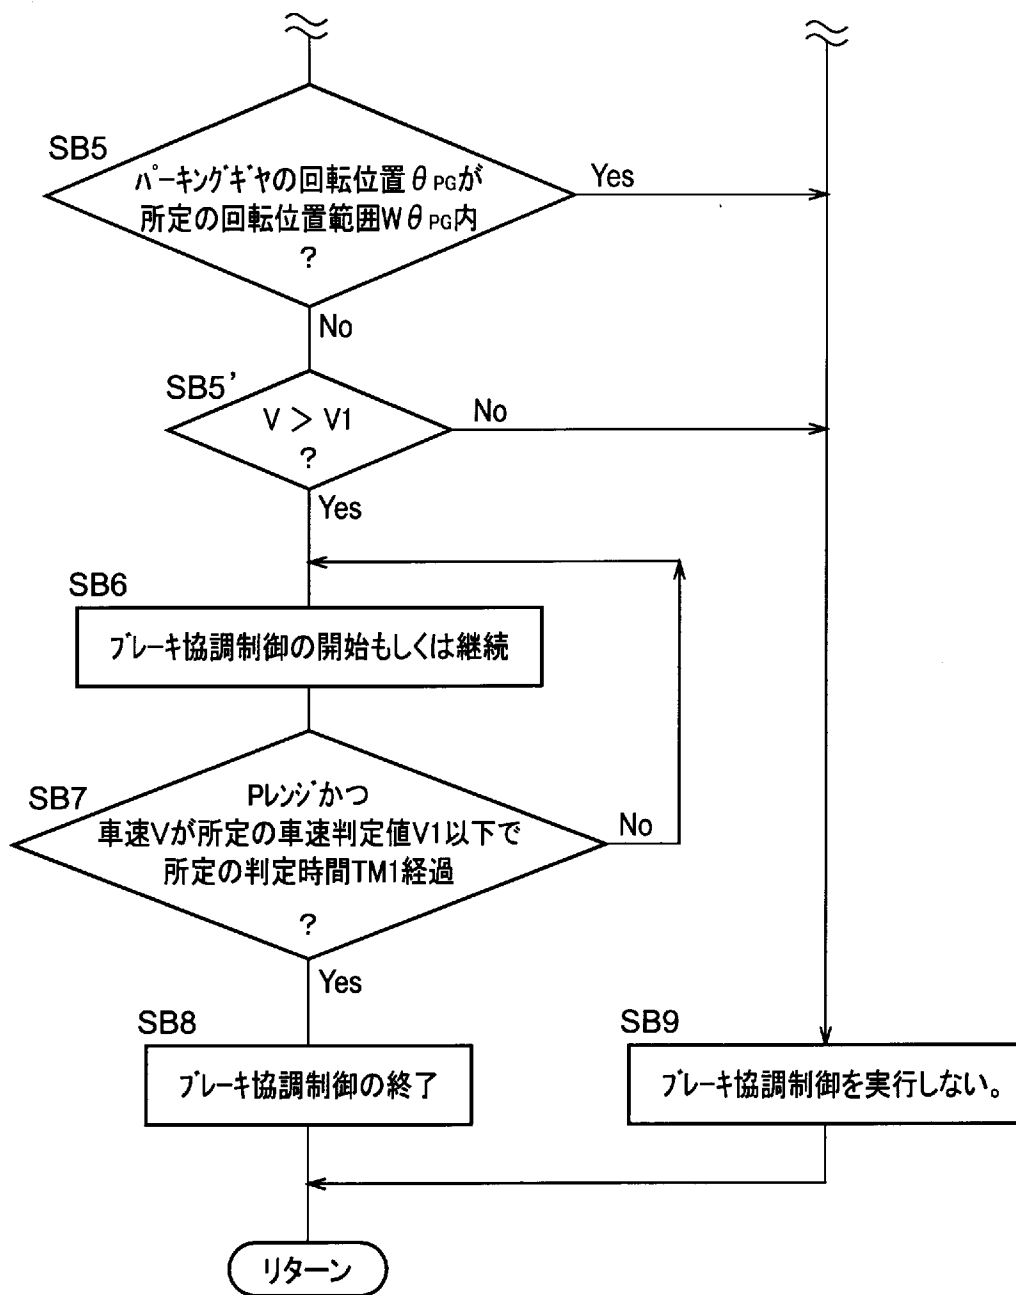 SB5
パーキングギヤの回転位置θPGが
所定の回転位置範囲WθPG内
?
Yes
No
SB5'
V > V1
?
No
Yes
SB6
ブレーキ協調制御の開始もしくは継続
SB7
Pレンジかつ
車速Vが所定の車速判定値V1以下で
所定の判定時間TM1経過
?
No
Yes
SB8
ブレーキ協調制御の終了
SB9
ブレーキ協調制御を実行しない。
リターン